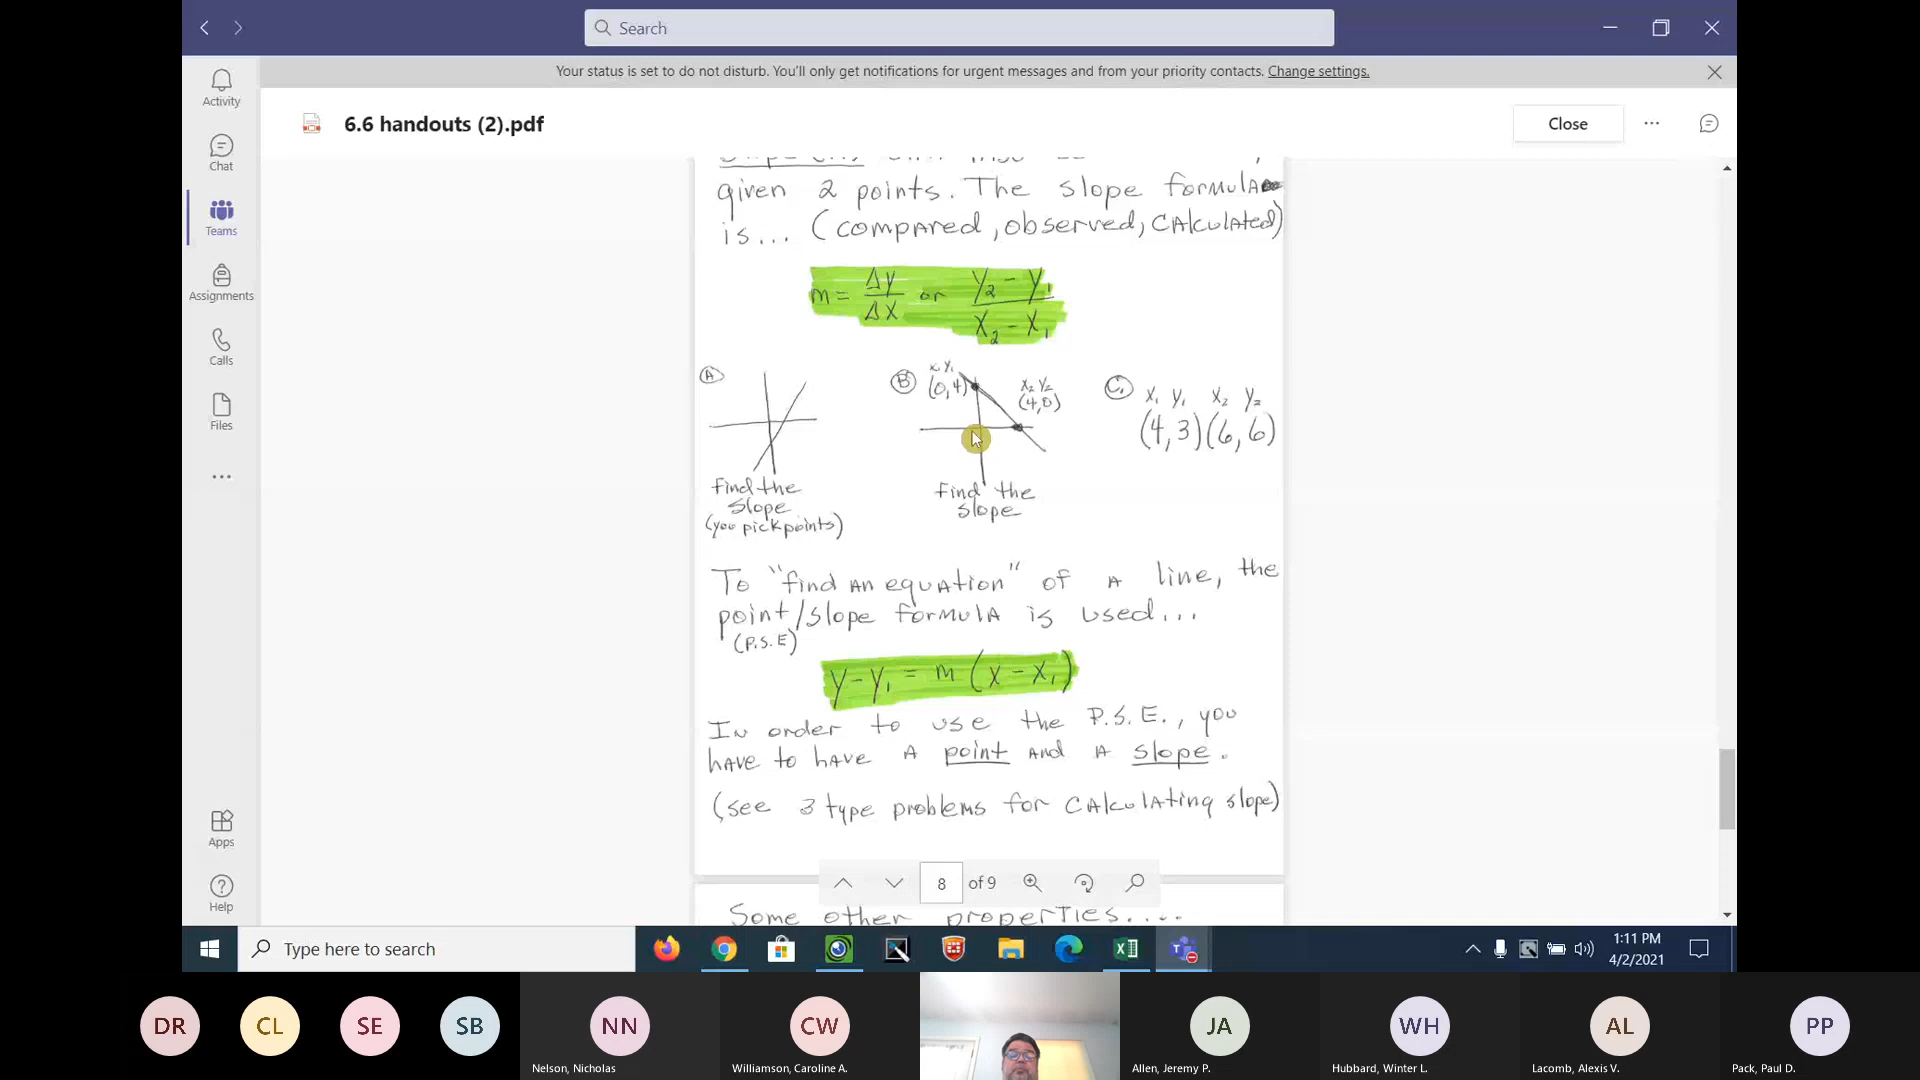 Search
Your status is set to do not disturb. You'll only get notifications for urgent messages and from your priority contacts. Change settings.
Activity
Chat
Teams
Assignments
Calls
Files
Apps
Help
6.6 handouts (2).pdf
Close
given 2 points. The slope formula
is... (compared, observed, calculated)
m = Δy/Δx or y₂ - y₁ / x₂ - x₁
A
Find the
slope
(you pick points)
B
x₁ y₁
(0,4)
x₂ y₂
(4,0)
Find the
slope
C
x₁ y₁ x₂ y₂
(4,3) (6,6)
To "find an equation" of a line, the
point/slope formula is used...
(P.S.E)
y - y₁ = m (x - x₁)
In order to use the P.S.E., you
have to have a point and a slope.
(see 3 type problems for calculating slope)
8 of 9
Some other properties....
Type here to search
1:11 PM
4/2/2021
DR
CL
SE
SB
NN
Nelson, Nicholas
CW
Williamson, Caroline A.
JA
Allen, Jeremy P.
WH
Hubbard, Winter L.
AL
Lacomb, Alexis V.
PP
Pack, Paul D.